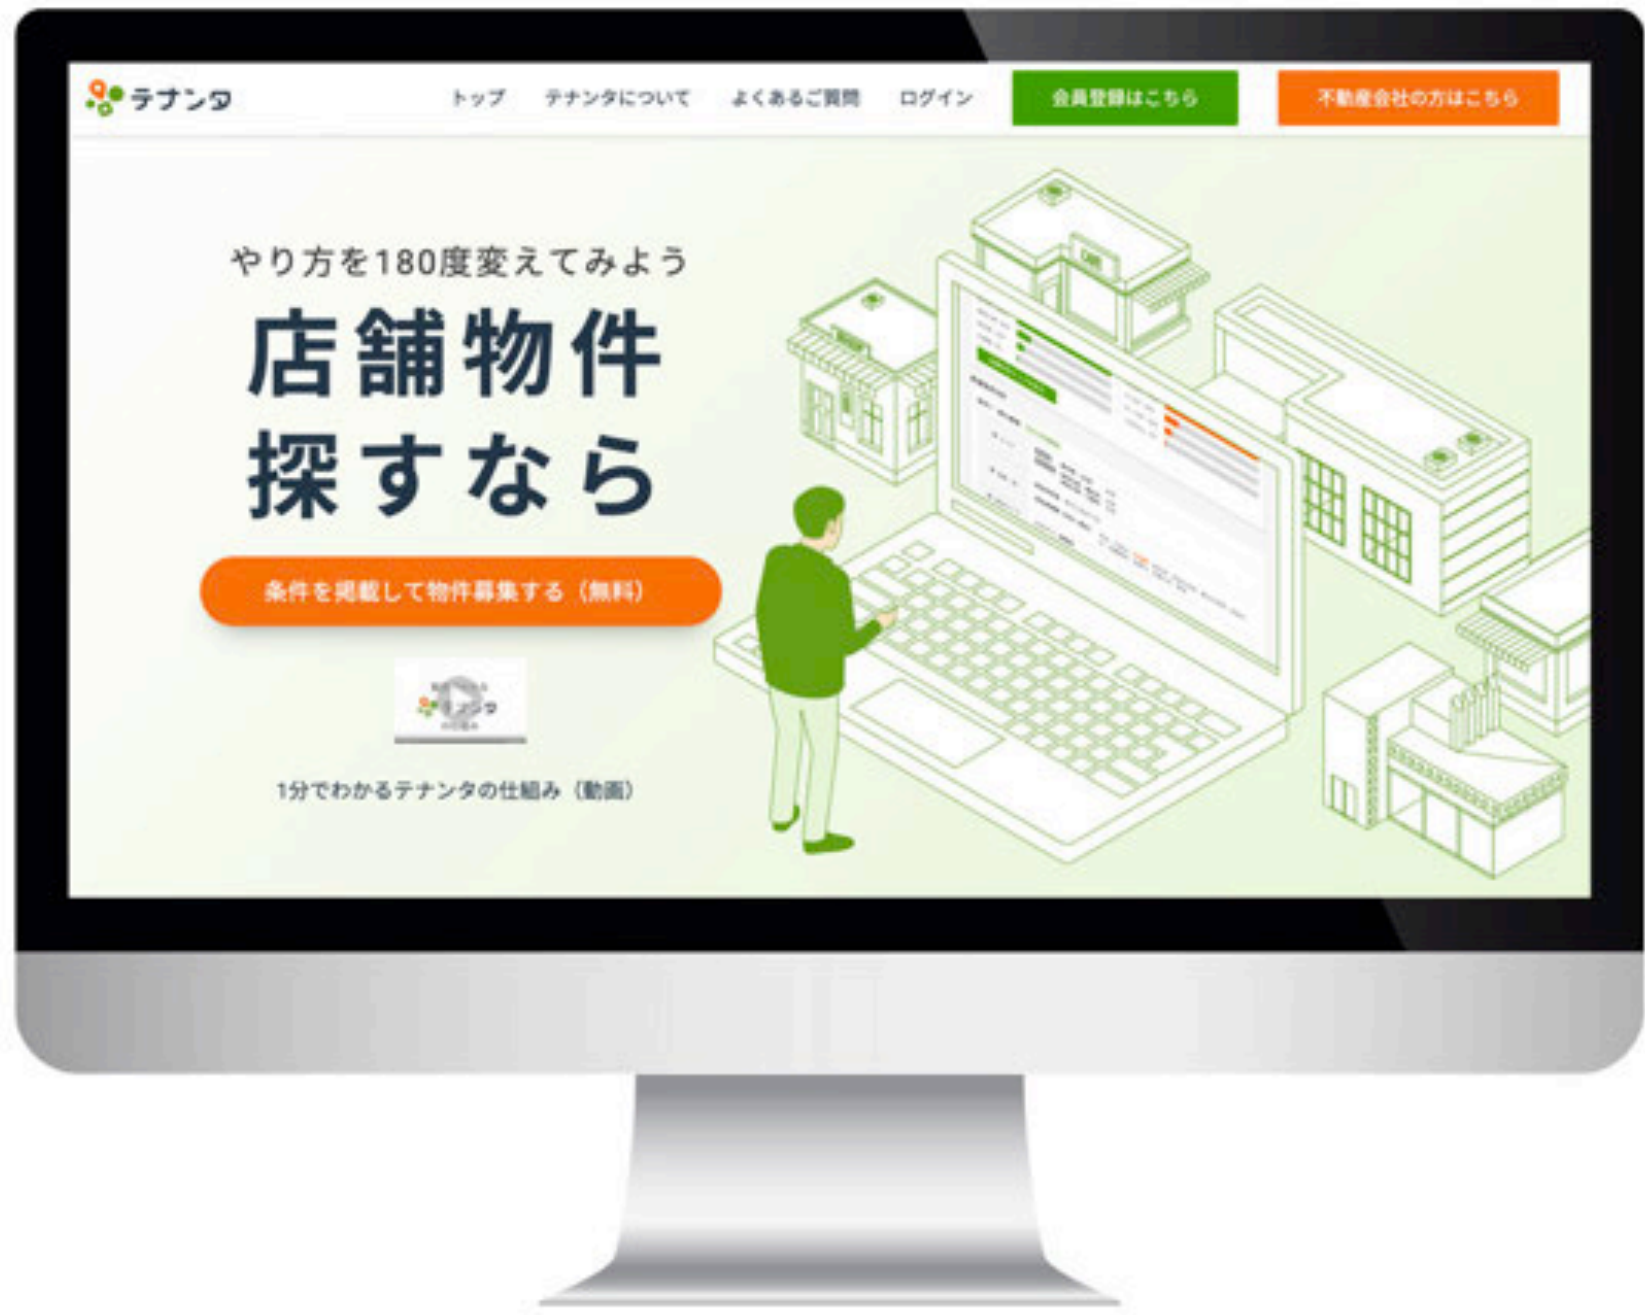 テナンタ
トップ
テナンタについて
よくあるご質問
ログイン
会員登録はこちら
不動産会社の方はこちら
やり方を180度変えてみよう
店舗物件
探すなら
条件を掲載して物件募集する（無料）
1分でわかるテナンタの仕組み（動画）